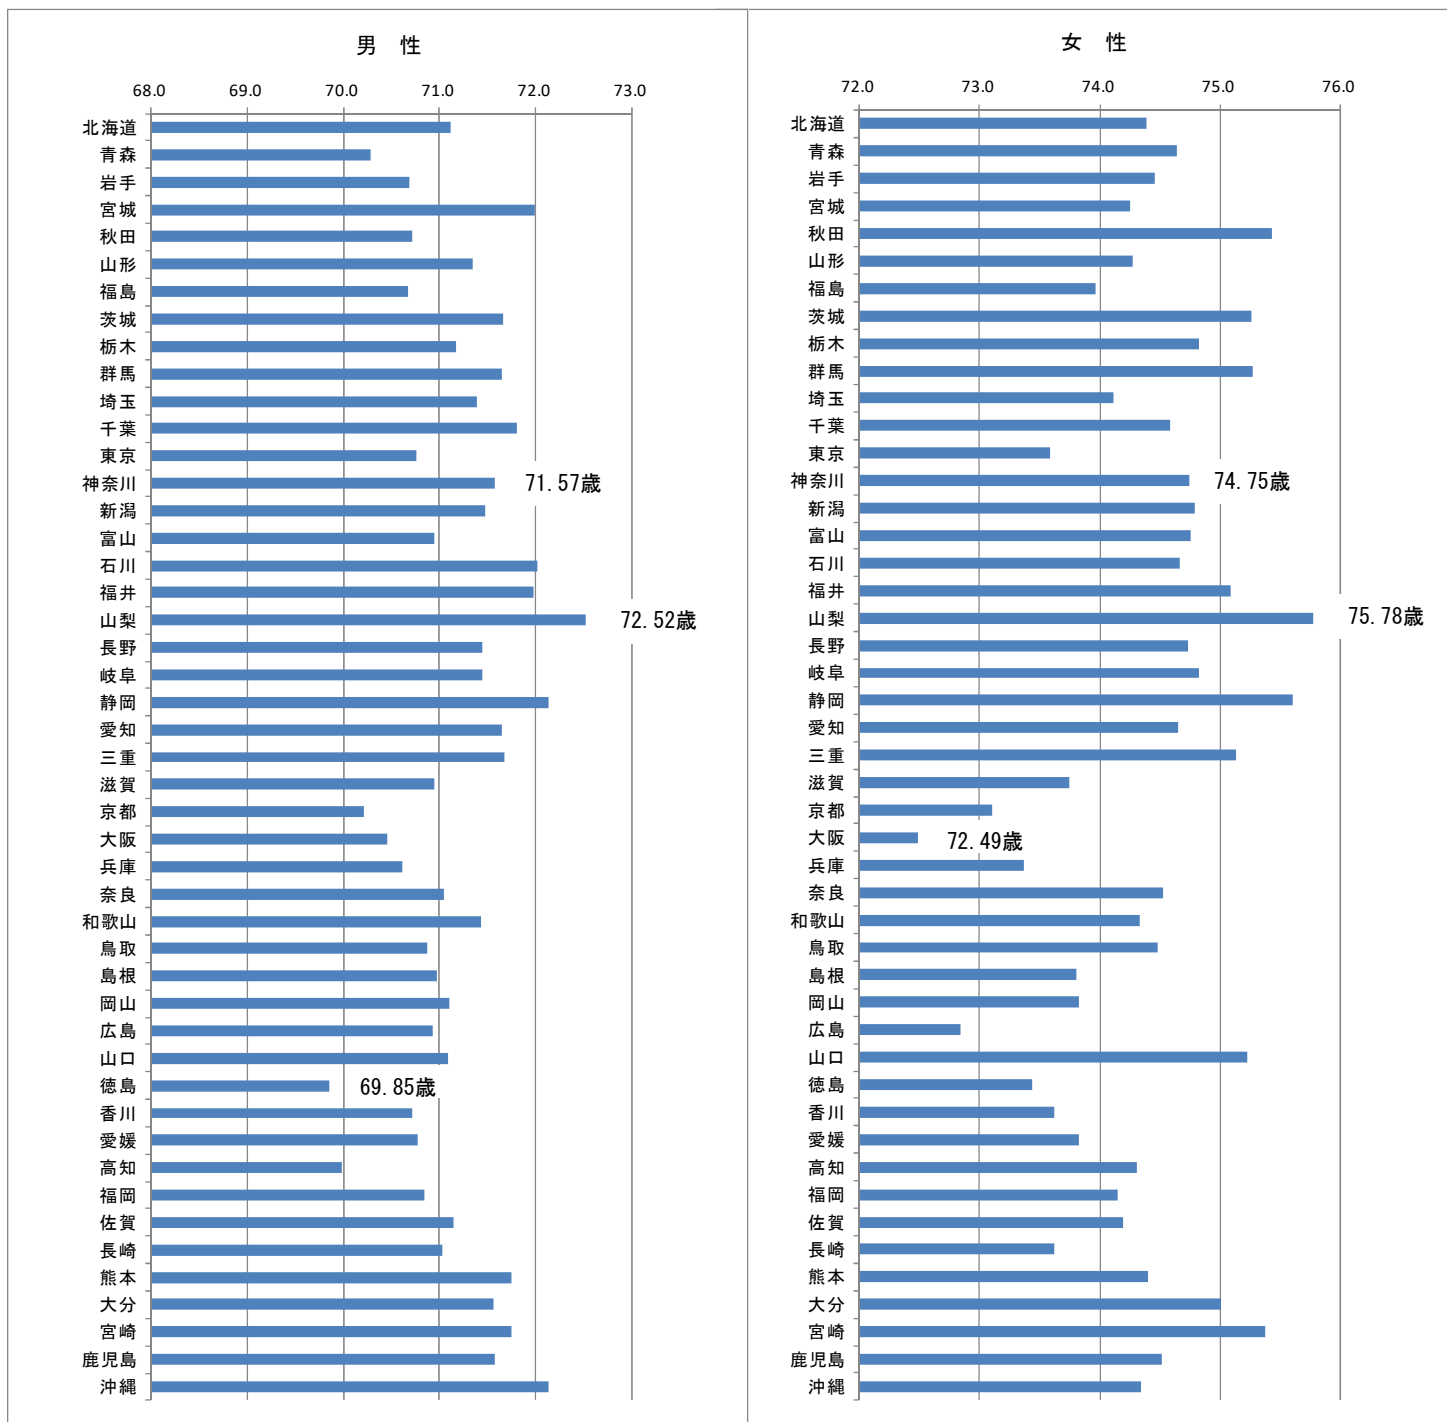 男 性
68.0 69.0 70.0 71.0 72.0 73.0
北海道
青森
岩手
宮城
秋田
山形
福島
茨城
栃木
群馬
埼玉
千葉
東京
神奈川 71.57歳
新潟
富山
石川
福井
山梨 72.52歳
長野
岐阜
静岡
愛知
三重
滋賀
京都
大阪
兵庫
奈良
和歌山
鳥取
島根
岡山
広島
山口
徳島 69.85歳
香川
愛媛
高知
福岡
佐賀
長崎
熊本
大分
宮崎
鹿児島
沖縄
女 性
72.0 73.0 74.0 75.0 76.0
北海道
青森
岩手
宮城
秋田
山形
福島
茨城
栃木
群馬
埼玉
千葉
東京
神奈川 74.75歳
新潟
富山
石川
福井
山梨 75.78歳
長野
岐阜
静岡
愛知
三重
滋賀
京都
大阪 72.49歳
兵庫
奈良
和歌山
鳥取
島根
岡山
広島
山口
徳島
香川
愛媛
高知
福岡
佐賀
長崎
熊本
大分
宮崎
鹿児島
沖縄